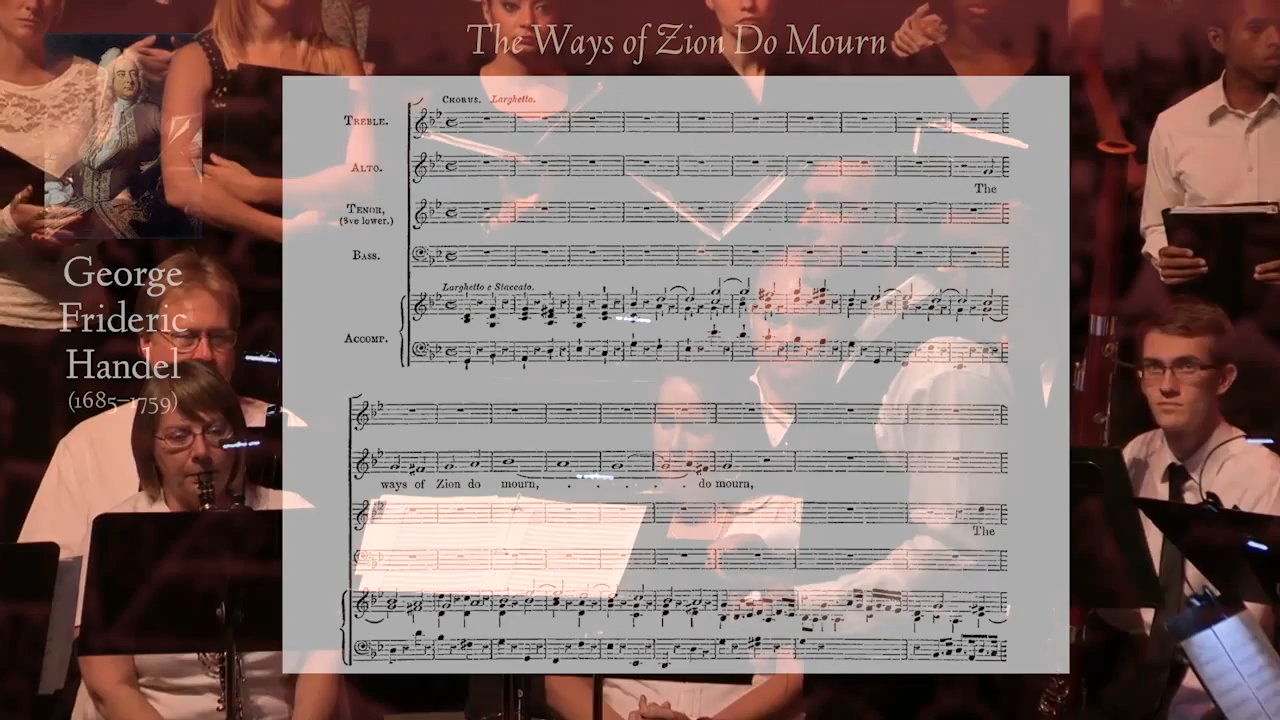 The Ways of Zion Do Mourn
George
Frideric
Handel
(1685–1759)
CHORUS. Larghetto.
TREBLE.
ALTO.
The
TENOR,
(8ve lower.)
BASS.
Larghetto e Staccato.
ACCOMP.
ways of Zion do mourn, . . . . . do mourn,
The